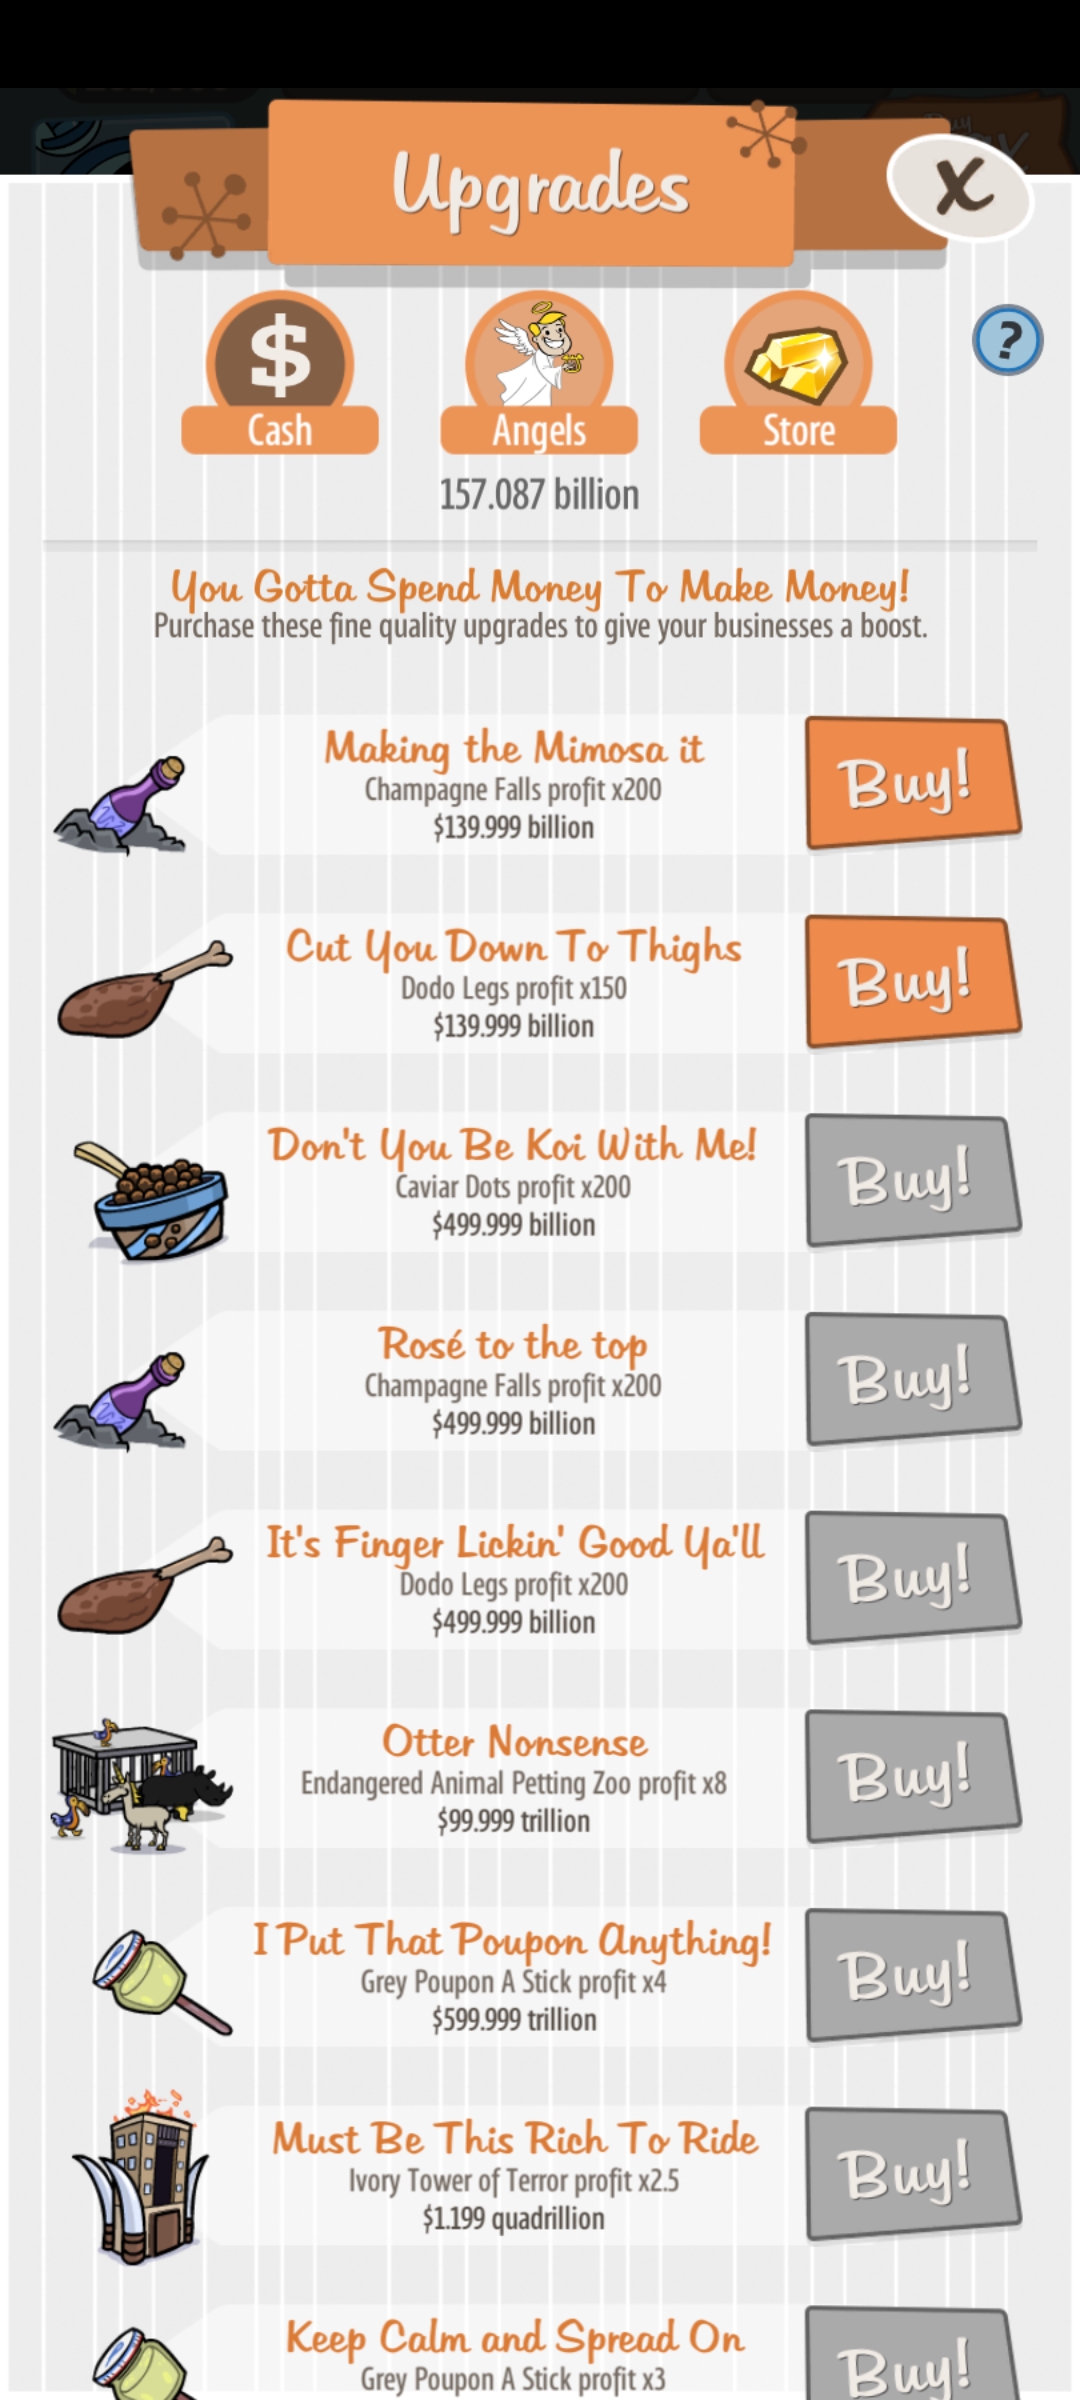 Upgrades
X
$
?
Cash
Angels
Store
157.087 billion
You Gotta Spend Money To Make Money!
Purchase these fine quality upgrades to give your businesses a boost.
Making the Mimosa it
Champagne Falls profit x200
$139.999 billion
Buy!
Cut You Down To Thighs
Dodo Legs profit x150
$139.999 billion
Buy!
Don't You Be Koi With Me!
Caviar Dots profit x200
$499.999 billion
Buy!
Rosé to the top
Champagne Falls profit x200
$499.999 billion
Buy!
It's Finger Lickin' Good Ya'll
Dodo Legs profit x200
$499.999 billion
Buy!
Otter Nonsense
Endangered Animal Petting Zoo profit x8
$99.999 trillion
Buy!
I Put That Poupon Anything!
Grey Poupon A Stick profit x4
$599.999 trillion
Buy!
Must Be This Rich To Ride
Ivory Tower of Terror profit x2.5
$1.199 quadrillion
Buy!
Keep Calm and Spread On
Grey Poupon A Stick profit x3
Buy!